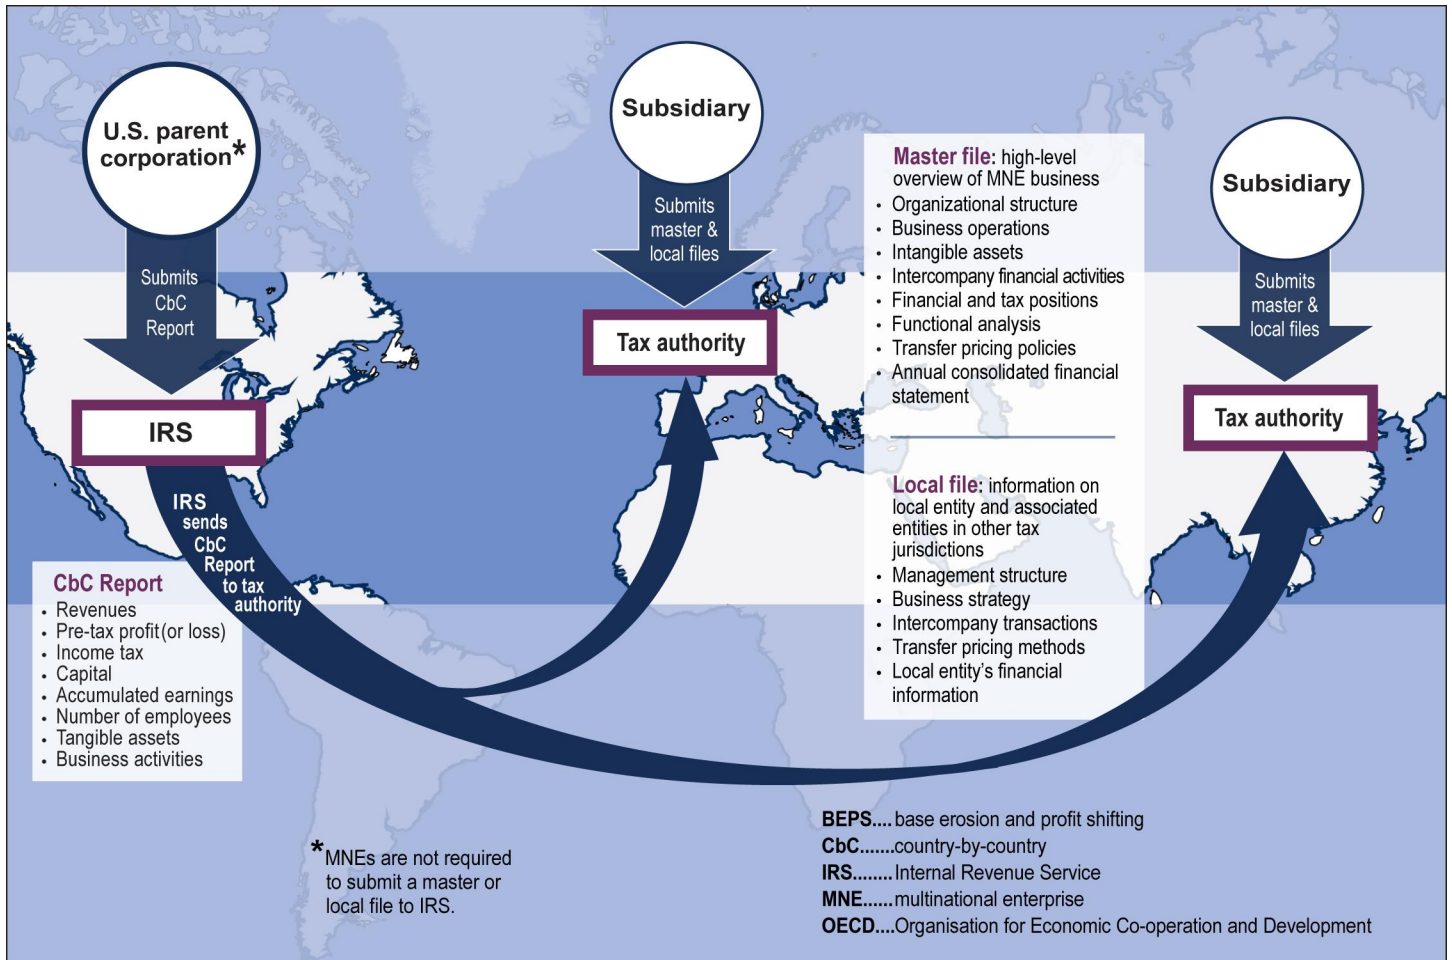 U.S. parent
corporation*
Submits
CbC
Report
IRS
IRS
sends
CbC
Report
to tax
authority
CbC Report
• Revenues
• Pre-tax profit (or loss)
• Income tax
• Capital
• Accumulated earnings
• Number of employees
• Tangible assets
• Business activities
Subsidiary
Submits
master &
local files
Tax authority
Master file: high-level
overview of MNE business
• Organizational structure
• Business operations
• Intangible assets
• Intercompany financial activities
• Financial and tax positions
• Functional analysis
• Transfer pricing policies
• Annual consolidated financial
statement
Local file: information on
local entity and associated
entities in other tax
jurisdictions
• Management structure
• Business strategy
• Intercompany transactions
• Transfer pricing methods
• Local entity's financial
information
Subsidiary
Submits
master &
local files
Tax authority
*MNEs are not required
to submit a master or
local file to IRS.
BEPS....base erosion and profit shifting
CbC.......country-by-country
IRS........Internal Revenue Service
MNE......multinational enterprise
OECD....Organisation for Economic Co-operation and Development